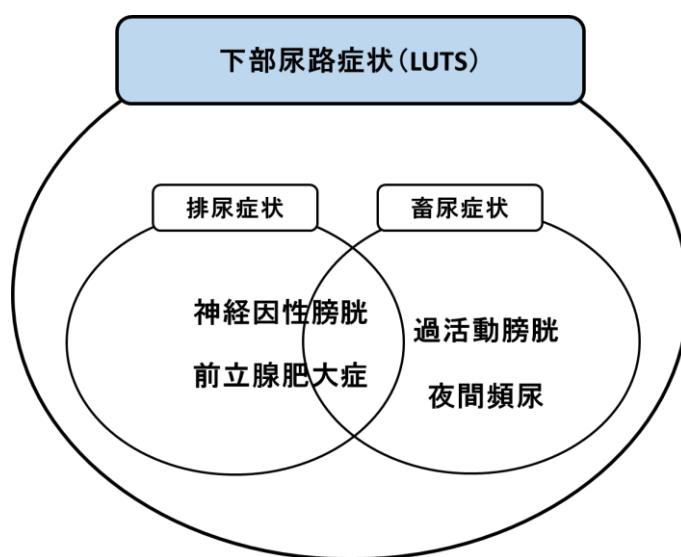 下部尿路症状(LUTS)
排尿症状
畜尿症状
神経因性膀胱
過活動膀胱
前立腺肥大症
夜間頻尿